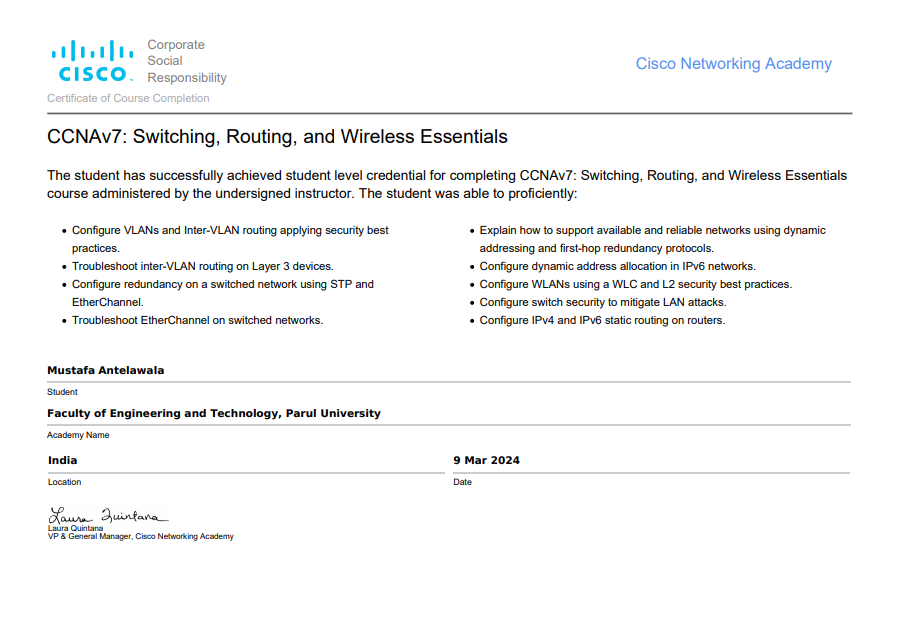 CISCO
Corporate
Social
Responsibility
Cisco Networking Academy
Certificate of Course Completion
CCNAv7: Switching, Routing, and Wireless Essentials
The student has successfully achieved student level credential for completing CCNAv7: Switching, Routing, and Wireless Essentials
course administered by the undersigned instructor. The student was able to proficiently:
• Configure VLANs and Inter-VLAN routing applying security best
practices.
• Troubleshoot inter-VLAN routing on Layer 3 devices.
• Configure redundancy on a switched network using STP and
EtherChannel.
• Troubleshoot EtherChannel on switched networks.
• Explain how to support available and reliable networks using dynamic
addressing and first-hop redundancy protocols.
• Configure dynamic address allocation in IPv6 networks.
• Configure WLANs using a WLC and L2 security best practices.
• Configure switch security to mitigate LAN attacks.
• Configure IPv4 and IPv6 static routing on routers.
Mustafa Antelawala
Student
Faculty of Engineering and Technology, Parul University
Academy Name
India
Location
9 Mar 2024
Date
Laura Quintana
Laura Quintana
VP & General Manager, Cisco Networking Academy